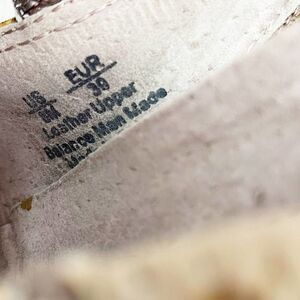 US EUR
8M 39
Leather Upper
Balance Man Made